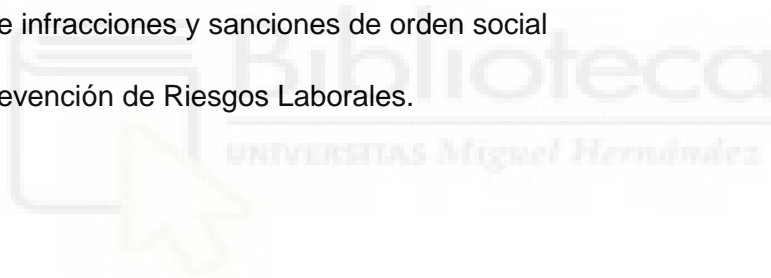 e infracciones y sanciones de orden social
evención de Riesgos Laborales.
Biblioteca
UNIVERSITAS Miguel Hernández